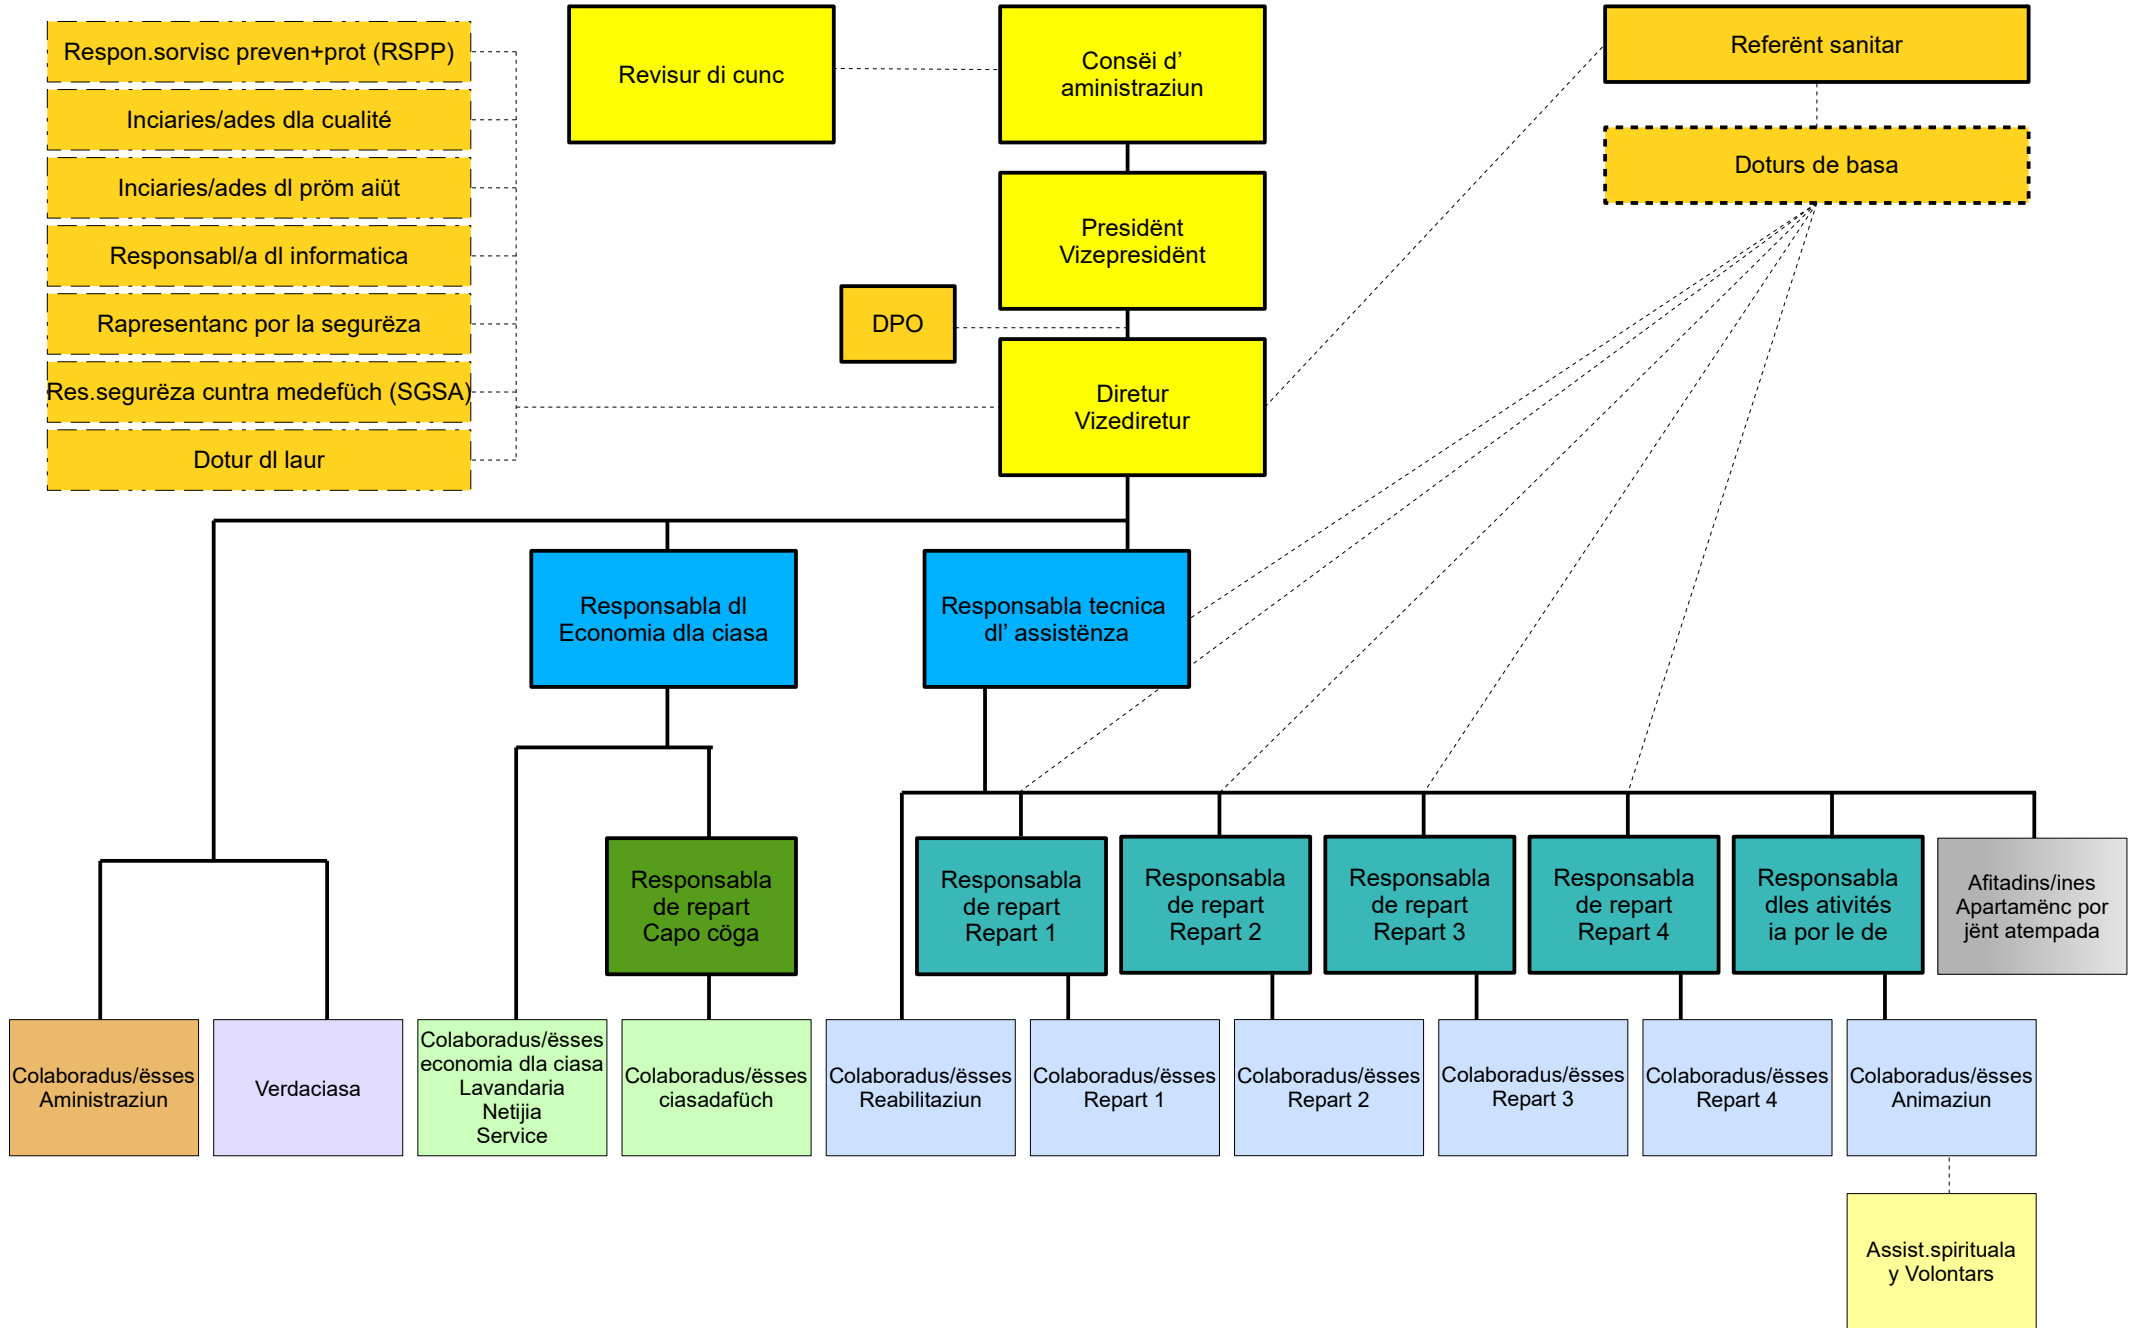 Respon.sorvisc preven+prot (RSPP)
Inciaries/ades dla cualité
Inciaries/ades dl pröm aiüt
Responsabl/a dl informatica
Rapresentanc por la segurëza
Res.segurëza cuntra medefüch (SGSA)
Dotur dl laur
Revisur di cunc
Consëi d’
aministraziun
Presidënt
Vizepresidënt
DPO
Diretur
Vizediretur
Referënt sanitar
Doturs de basa
Responsabla dl
Economia dla ciasa
Responsabla tecnica
dl’ assistënza
Responsabla
de repart
Capo cöga
Responsabla
de repart
Repart 1
Responsabla
de repart
Repart 2
Responsabla
de repart
Repart 3
Responsabla
de repart
Repart 4
Responsabla
dles ativités
ia por le de
Afitadins/ines
Apartamënc por
jënt atempada
Colaboradus/ësses
Aministraziun
Verdaciasa
Colaboradus/ësses
economia dla ciasa
Lavandaria
Netijia
Service
Colaboradus/ësses
ciasadafüch
Colaboradus/ësses
Reabilitaziun
Colaboradus/ësses
Repart 1
Colaboradus/ësses
Repart 2
Colaboradus/ësses
Repart 3
Colaboradus/ësses
Repart 4
Colaboradus/ësses
Animaziun
Assist.spirituala
y Volontars